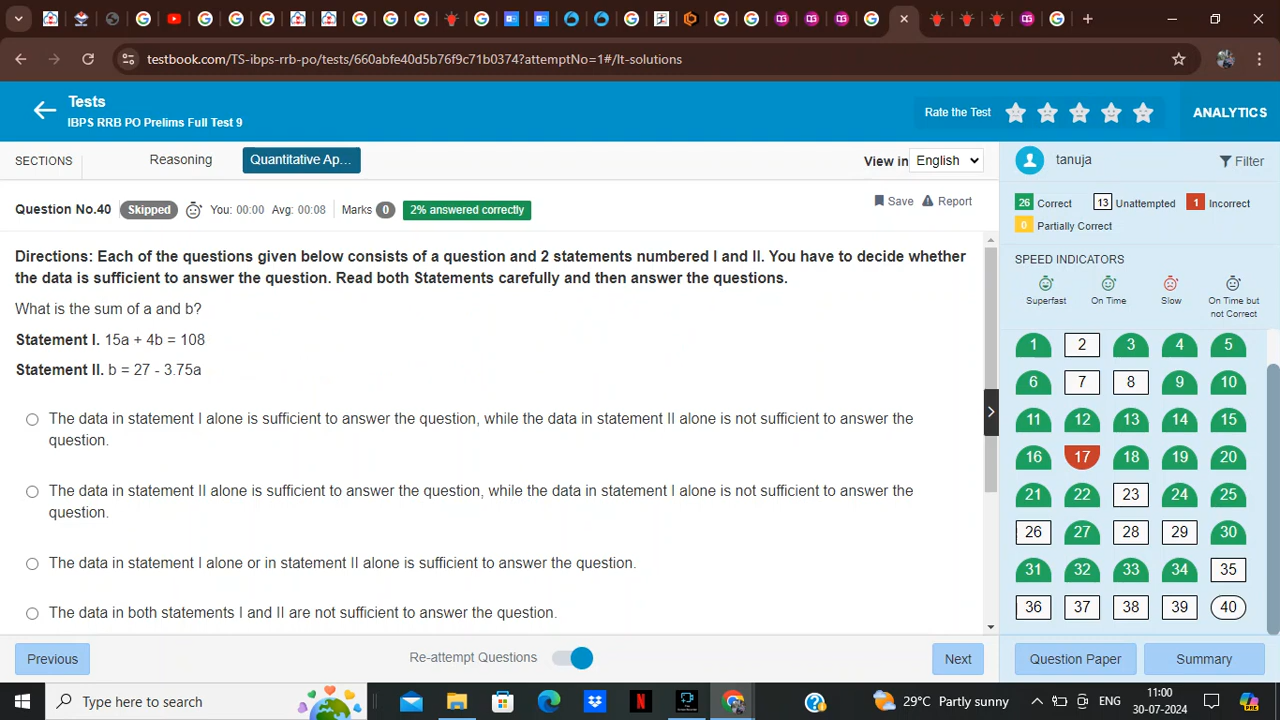 testbook.com/TS-ibps-rrb-po/tests/660abfe40d5b76f9c71b0374?attemptNo=1#/lt-solutions
Tests
IBPS RRB PO Prelims Full Test 9
Rate the Test
ANALYTICS
SECTIONS
Reasoning
Quantitative Ap...
View in
English
tanuja
Filter
Question No.40
Skipped
You: 00:00
Avg: 00:08
Marks
0
2% answered correctly
Save
Report
26 Correct
13 Unattempted
1 Incorrect
0 Partially Correct
SPEED INDICATORS
Superfast
On Time
Slow
On Time but
not Correct
Directions: Each of the questions given below consists of a question and 2 statements numbered I and II. You have to decide whether
the data is sufficient to answer the question. Read both Statements carefully and then answer the questions.
What is the sum of a and b?
Statement I. 15a + 4b = 108
Statement II. b = 27 - 3.75a
The data in statement I alone is sufficient to answer the question, while the data in statement II alone is not sufficient to answer the
question.
The data in statement II alone is sufficient to answer the question, while the data in statement I alone is not sufficient to answer the
question.
The data in statement I alone or in statement II alone is sufficient to answer the question.
The data in both statements I and II are not sufficient to answer the question.
1 2 3 4 5
6 7 8 9 10
11 12 13 14 15
16 17 18 19 20
21 22 23 24 25
26 27 28 29 30
31 32 33 34 35
36 37 38 39 40
Previous
Re-attempt Questions
Next
Question Paper
Summary
Type here to search
29°C Partly sunny
ENG
11:00
30-07-2024